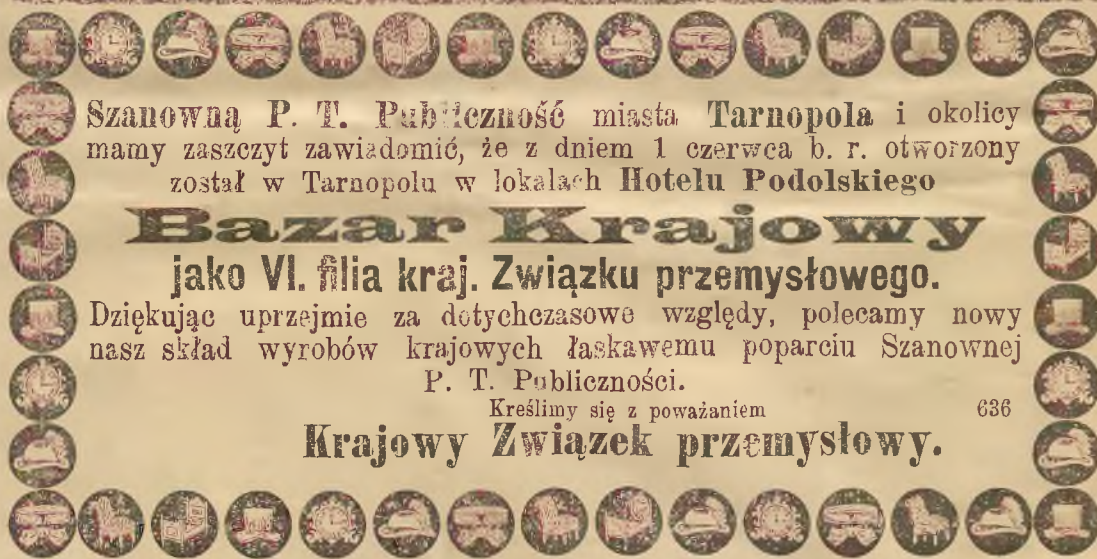 Szanowną P. T. Publiczność miasta Tarnopola i okolicy
mamy zaszczyt zawiadomić, że z dniem 1 czerwca b. r. otworzony
został w Tarnopolu w lokalach Hotelu Podolskiego
Bazar Krajowy
jako VI. filia kraj. Związku przemysłowego.
Dziękując uprzejmie za dotychczasowe względy, polecamy nowy
nasz skład wyrobów krajowych łaskawemu poparciu Szanownej
P. T. Publiczności.
Kreślimy się z poważaniem 636
Krajowy Związek przemysłowy.